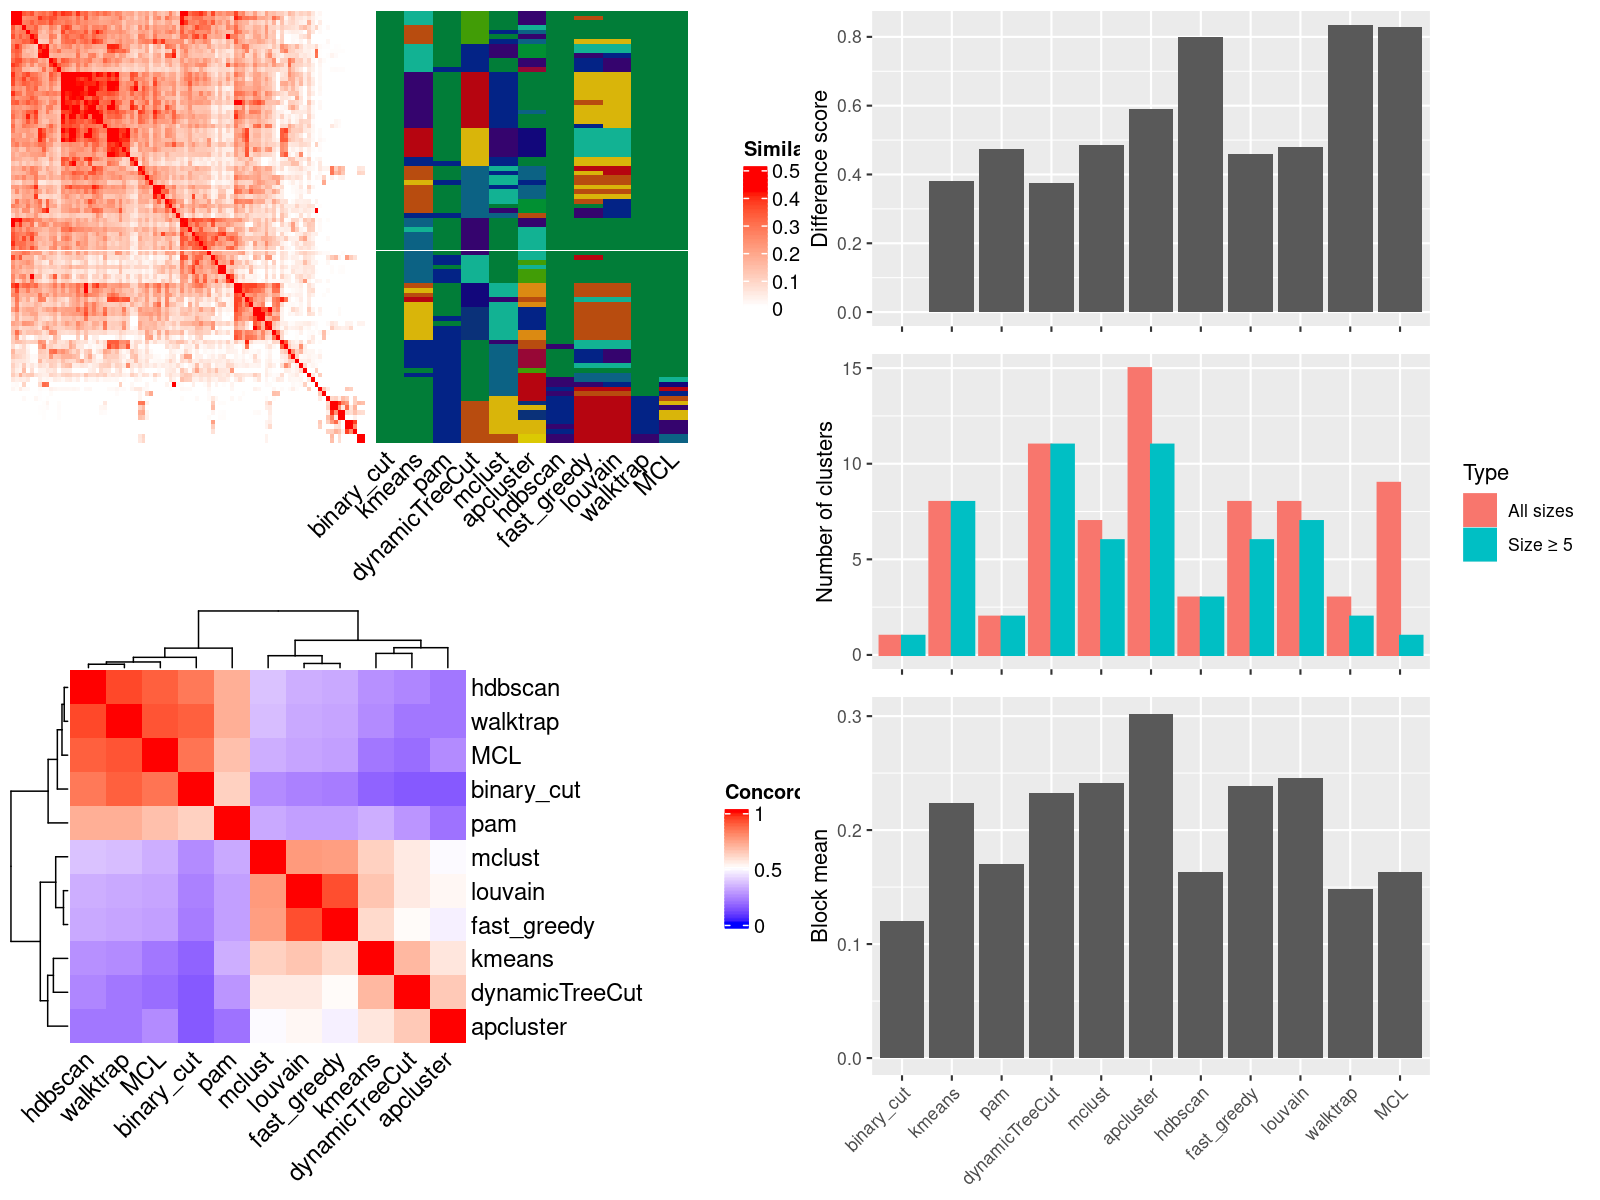 Simila
0.5
0.4
0.3
0.2
0.1
0
binary_cut
kmeans
pam
dynamicTreeCut
mclust
apcluster
hdbscan
fast_greedy
louvain
walktrap
MCL
hdbscan
walktrap
MCL
binary_cut
pam
mclust
louvain
fast_greedy
kmeans
dynamicTreeCut
apcluster
hdbscan
walktrap
MCL
binary_cut
pam
mclust
louvain
fast_greedy
kmeans
dynamicTreeCut
apcluster
Concord
1
0.5
0
Difference score
0.8
0.6
0.4
0.2
0.0
Number of clusters
15
10
5
0
Type
All sizes
Size ≥ 5
Block mean
0.3
0.2
0.1
0.0
binary_cut
kmeans
pam
dynamicTreeCut
mclust
apcluster
hdbscan
fast_greedy
louvain
walktrap
MCL